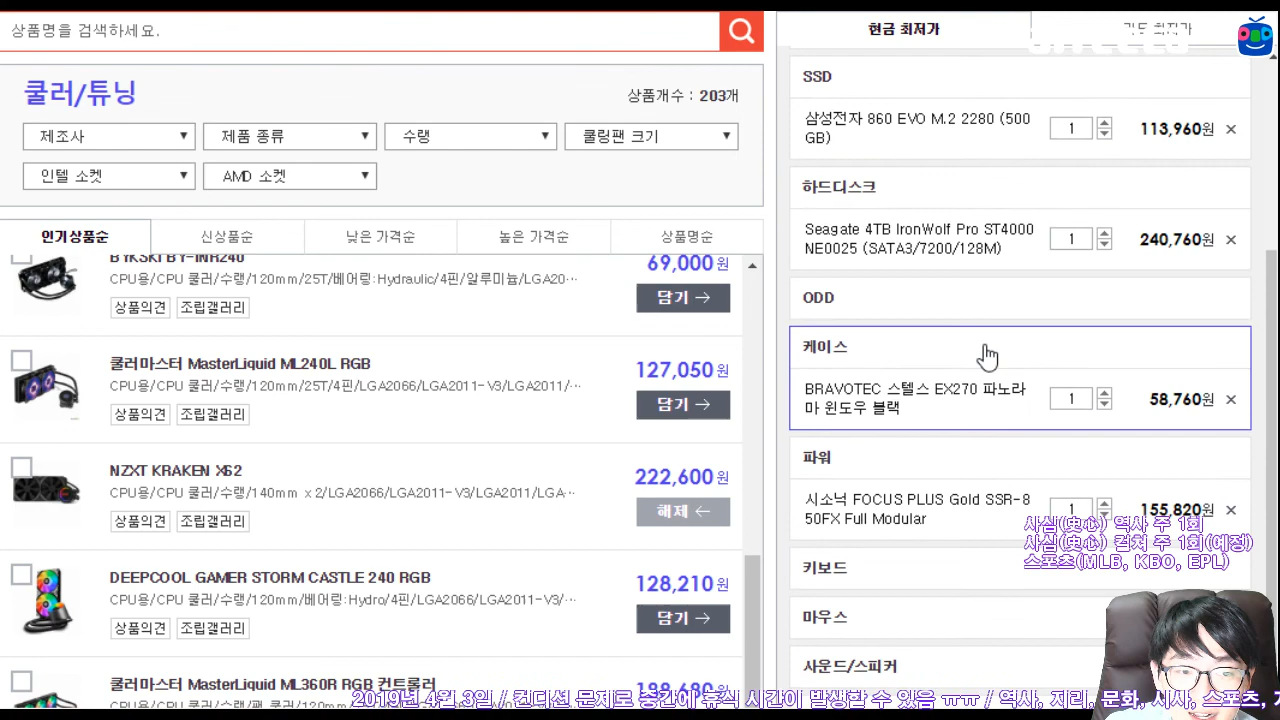 상품명을 검색하세요.
쿨러/튜닝
상품개수 : 203개
제조사
제품 종류
수랭
쿨링팬 크기
인텔 소켓
AMD 소켓
인기상품순
신상품순
낮은 가격순
높은 가격순
상품명순
BYKSKI BY-INR240
69,000원
CPU용/CPU 쿨러/수랭/120mm/25T/베어링:Hydraulic/4핀/알루미늄/LGA20…
담기 →
상품의견
조립갤러리
쿨러마스터 MasterLiquid ML240L RGB
127,050원
CPU용/CPU 쿨러/수랭/120mm/25T/4핀/LGA2066/LGA2011-V3/LGA2011/…
담기 →
상품의견
조립갤러리
NZXT KRAKEN X62
222,600원
CPU용/CPU 쿨러/수랭/140mm x 2/LGA2066/LGA2011-V3/LGA2011/LGA…
해제 ←
상품의견
조립갤러리
DEEPCOOL GAMER STORM CASTLE 240 RGB
128,210원
CPU용/CPU 쿨러/수랭/120mm/베어링:Hydro/4핀/LGA2066/LGA2011-V3/…
담기 →
상품의견
조립갤러리
쿨러마스터 MasterLiquid ML360R RGB 컨트롤러
198,680원
현금 최저가
카드 최저가
SSD
삼성전자 860 EVO M.2 2280 (500
GB)
1
113,960원 ×
하드디스크
Seagate 4TB IronWolf Pro ST4000
NE0025 (SATA3/7200/128M)
1
240,760원 ×
ODD
케이스
BRAVOTEC 스텔스 EX270 파노라
마 윈도우 블랙
1
58,760원 ×
파워
시소닉 FOCUS PLUS Gold SSR-8
50FX Full Modular
1
155,820원 ×
사심(史心) 역사 주 1회
사심(史心) 컬쳐 주 1회(예정)
스포츠(MLB, KBO, EPL)
키보드
마우스
사운드/스피커
2019년 4월 3일 / 컨디션 문제로 중간에 휴식 시간이 발생할 수 있음 ㅠㅠ / 역사, 지리, 문화, 시사, 스포츠,